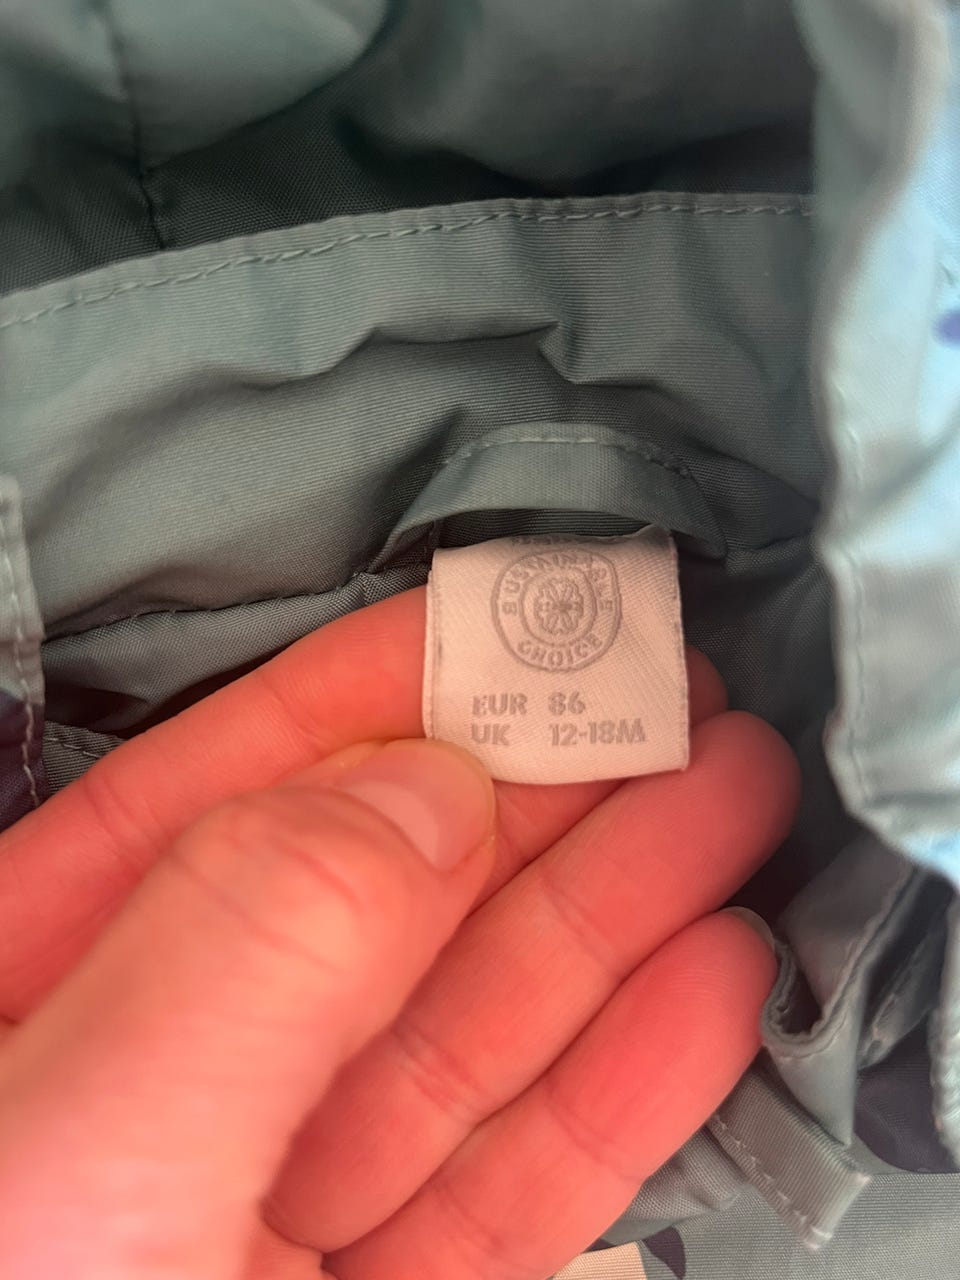 SUSTAINABLE
CHOICE
EUR 86
UK 12-18M